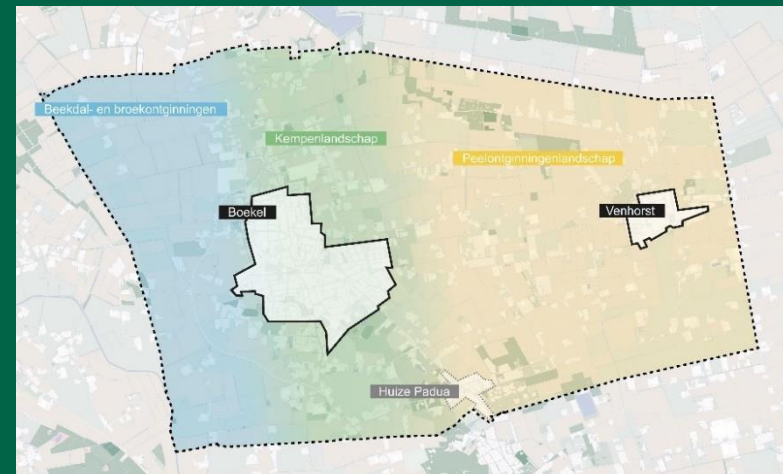 Beekdal- en broekontginningen
Kempenlandschap
Peelontginningenlandschap
Boekel
Venhorst
Huize Padua